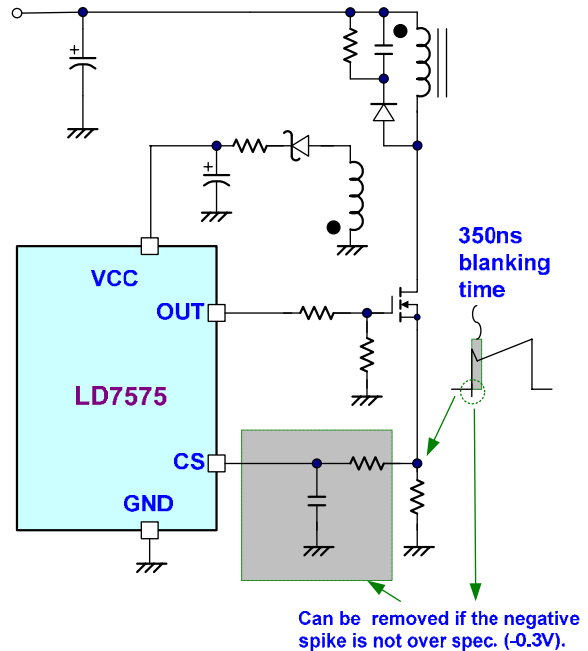 350ns
blanking
time
VCC
OUT
LD7575
CS
GND
+
+
Can be removed if the negative
spike is not over spec. (-0.3V).